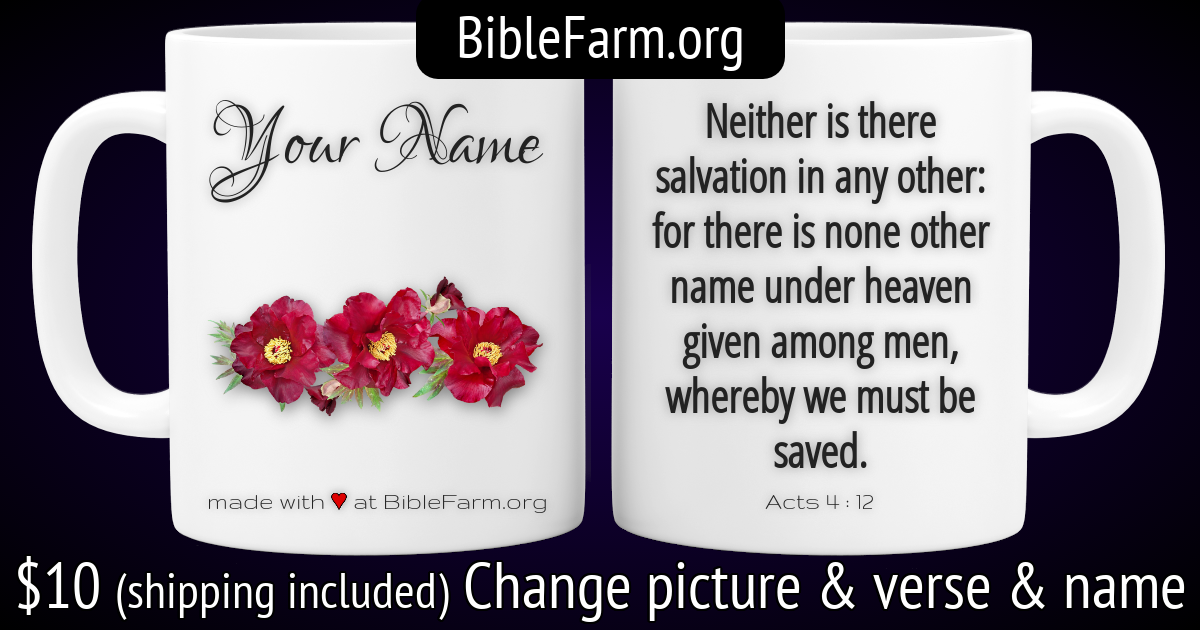 BibleFarm.org
Your Name
made with ♥ at BibleFarm.org
Neither is there
salvation in any other:
for there is none other
name under heaven
given among men,
whereby we must be
saved.
Acts 4 : 12
$10 (shipping included) Change picture & verse & name